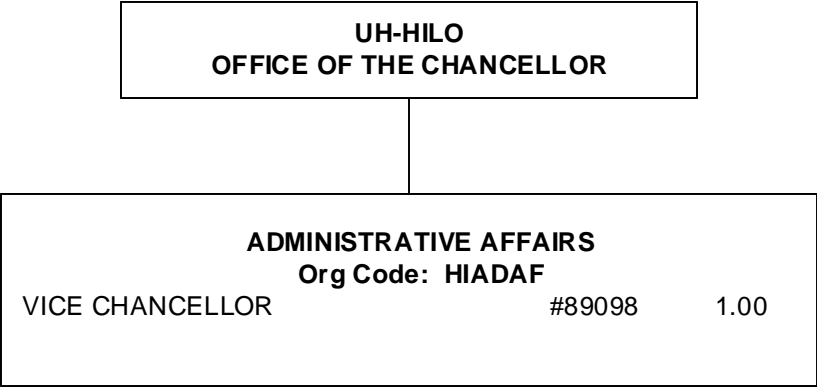 UH-HILO
OFFICE OF THE CHANCELLOR
ADMINISTRATIVE AFFAIRS
Org Code: HIADAF
VICE CHANCELLOR #89098 1.00